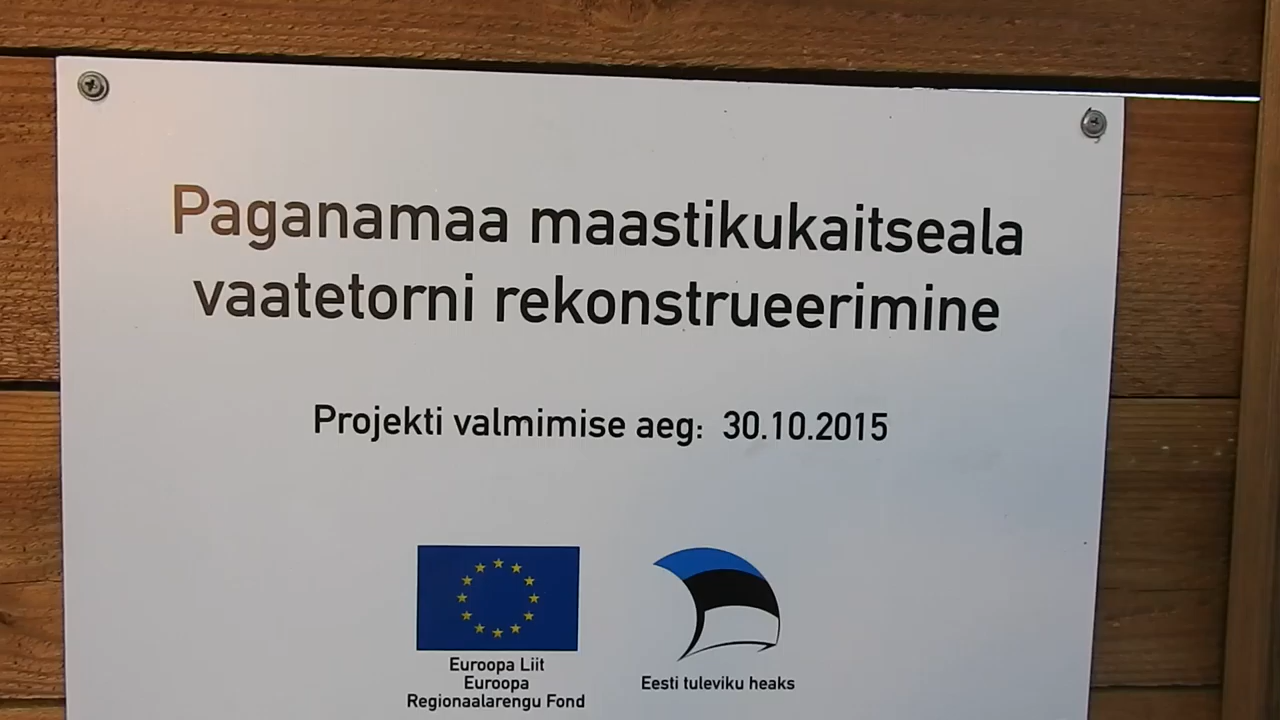 Paganamaa maastikukaitseala
vaatetorni rekonstrueerimine
Projekti valmimise aeg: 30.10.2015
Euroopa Liit
Euroopa
Regionaalarengu Fond
Eesti tuleviku heaks